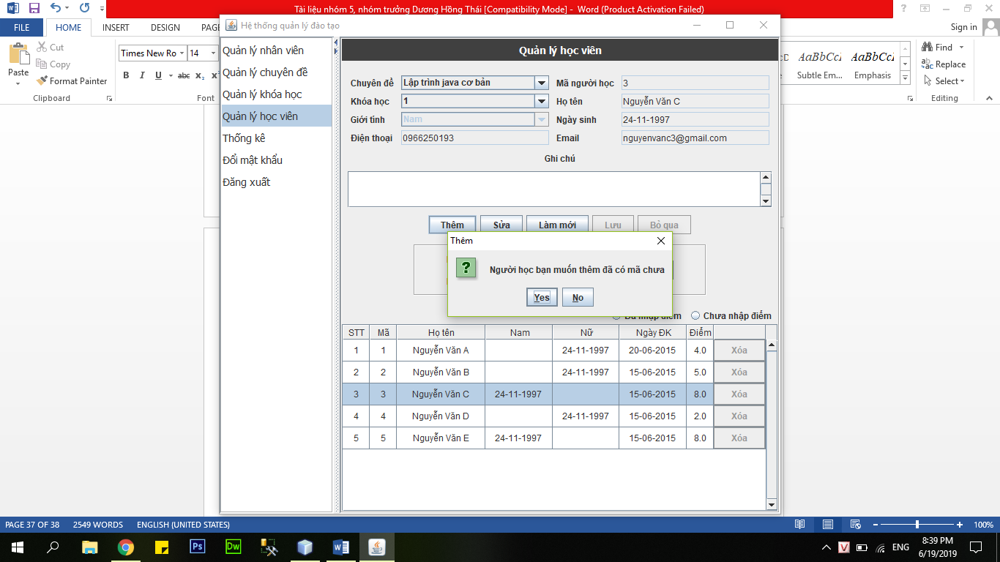 Tài liệu nhóm 5, nhóm trưởng Dương Hồng Thái [Compatibility Mode] - Word (Product Activation Failed)
FILE HOME INSERT DESIGN Sign in
Cut
Copy
Format Painter
Paste
Clipboard
Times New Ro 14
B I U abc x₂
Font
AaBbCcI AaBbCcI
Subtle Em... Emphasis
Find
Replace
Select
Editing
Hệ thống quản lý đào tạo
Quản lý nhân viên
Quản lý chuyên đề
Quản lý khóa học
Quản lý học viên
Thống kê
Đổi mật khẩu
Đăng xuất
Quản lý học viên
Chuyên đề Lập trình java cơ bản Mã người học 3
Khóa học 1 Họ tên Nguyễn Văn C
Giới tính Nam Ngày sinh 24-11-1997
Điện thoại 0966250193 Email nguyenvanc3@gmail.com
Ghi chú
Thêm Sửa Làm mới Lưu Bỏ qua
Thêm
?
Người học bạn muốn thêm đã có mã chưa
Yes No
Chưa nhập điểm
STT Mã Họ tên Nam Nữ Ngày ĐK Điểm
1 1 Nguyễn Văn A 24-11-1997 20-06-2015 4.0 Xóa
2 2 Nguyễn Văn B 24-11-1997 15-06-2015 5.0 Xóa
3 3 Nguyễn Văn C 24-11-1997 15-06-2015 8.0 Xóa
4 4 Nguyễn Văn D 24-11-1997 15-06-2015 2.0 Xóa
5 5 Nguyễn Văn E 24-11-1997 15-06-2015 8.0 Xóa
PAGE 37 OF 38 2549 WORDS ENGLISH (UNITED STATES) 100%
Ps Dw V ENG
8:39 PM
6/19/2019